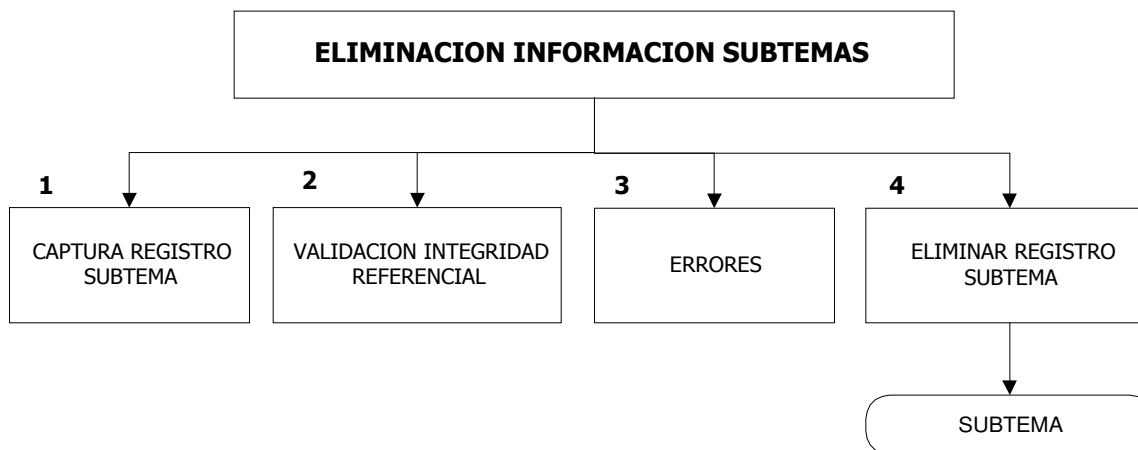 ELIMINACION INFORMACION SUBTEMAS
1
2
3
4
CAPTURA REGISTRO
SUBTEMA
VALIDACION INTEGRIDAD
REFERENCIAL
ERRORES
ELIMINAR REGISTRO
SUBTEMA
SUBTEMA